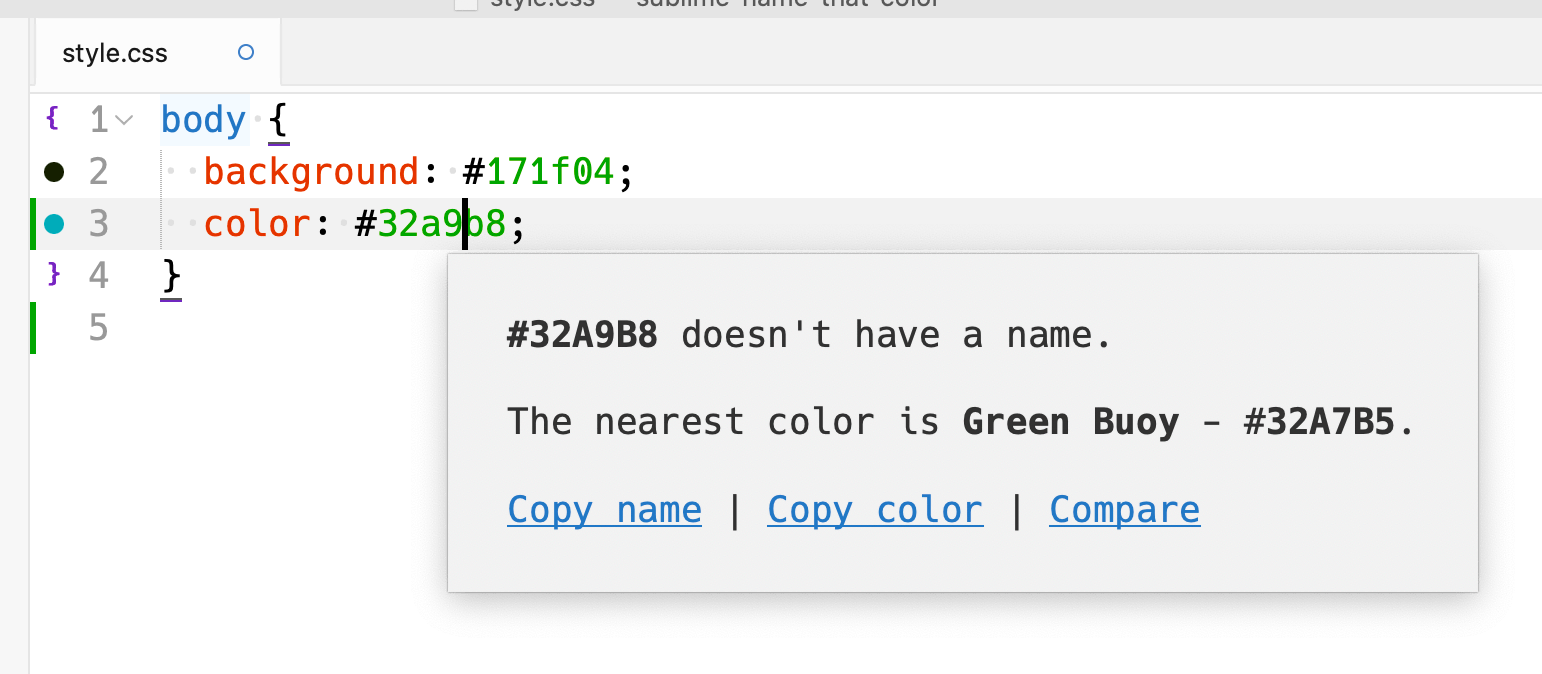 style.css — sublime-name-that-color
style.css
{ 1 body {
2 background: #171f04;
3 color: #32a9b8;
} 4 }
5
#32A9B8 doesn't have a name.
The nearest color is Green Buoy – #32A7B5.
Copy name | Copy color | Compare